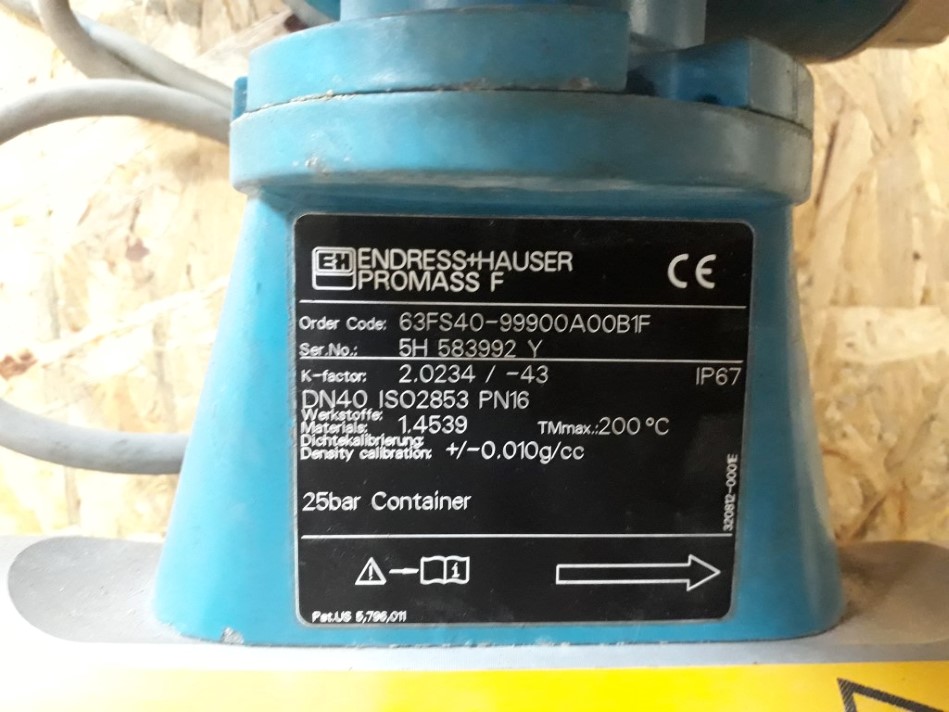 E+H ENDRESS+HAUSER
PROMASS F
CE
Order Code: 63FS40-99900A00B1F
Ser.No.: 5H 583992 Y
K-factor: 2.0234 / -43 IP67
DN40 ISO2853 PN16
Werkstoffe:
Materials: 1.4539 TMmax.:200 °C
Dichtekalibrierung:
Density calibration: +/-0.010g/cc
25bar Container
320812-0001E
i
Pat.US 5,796,011